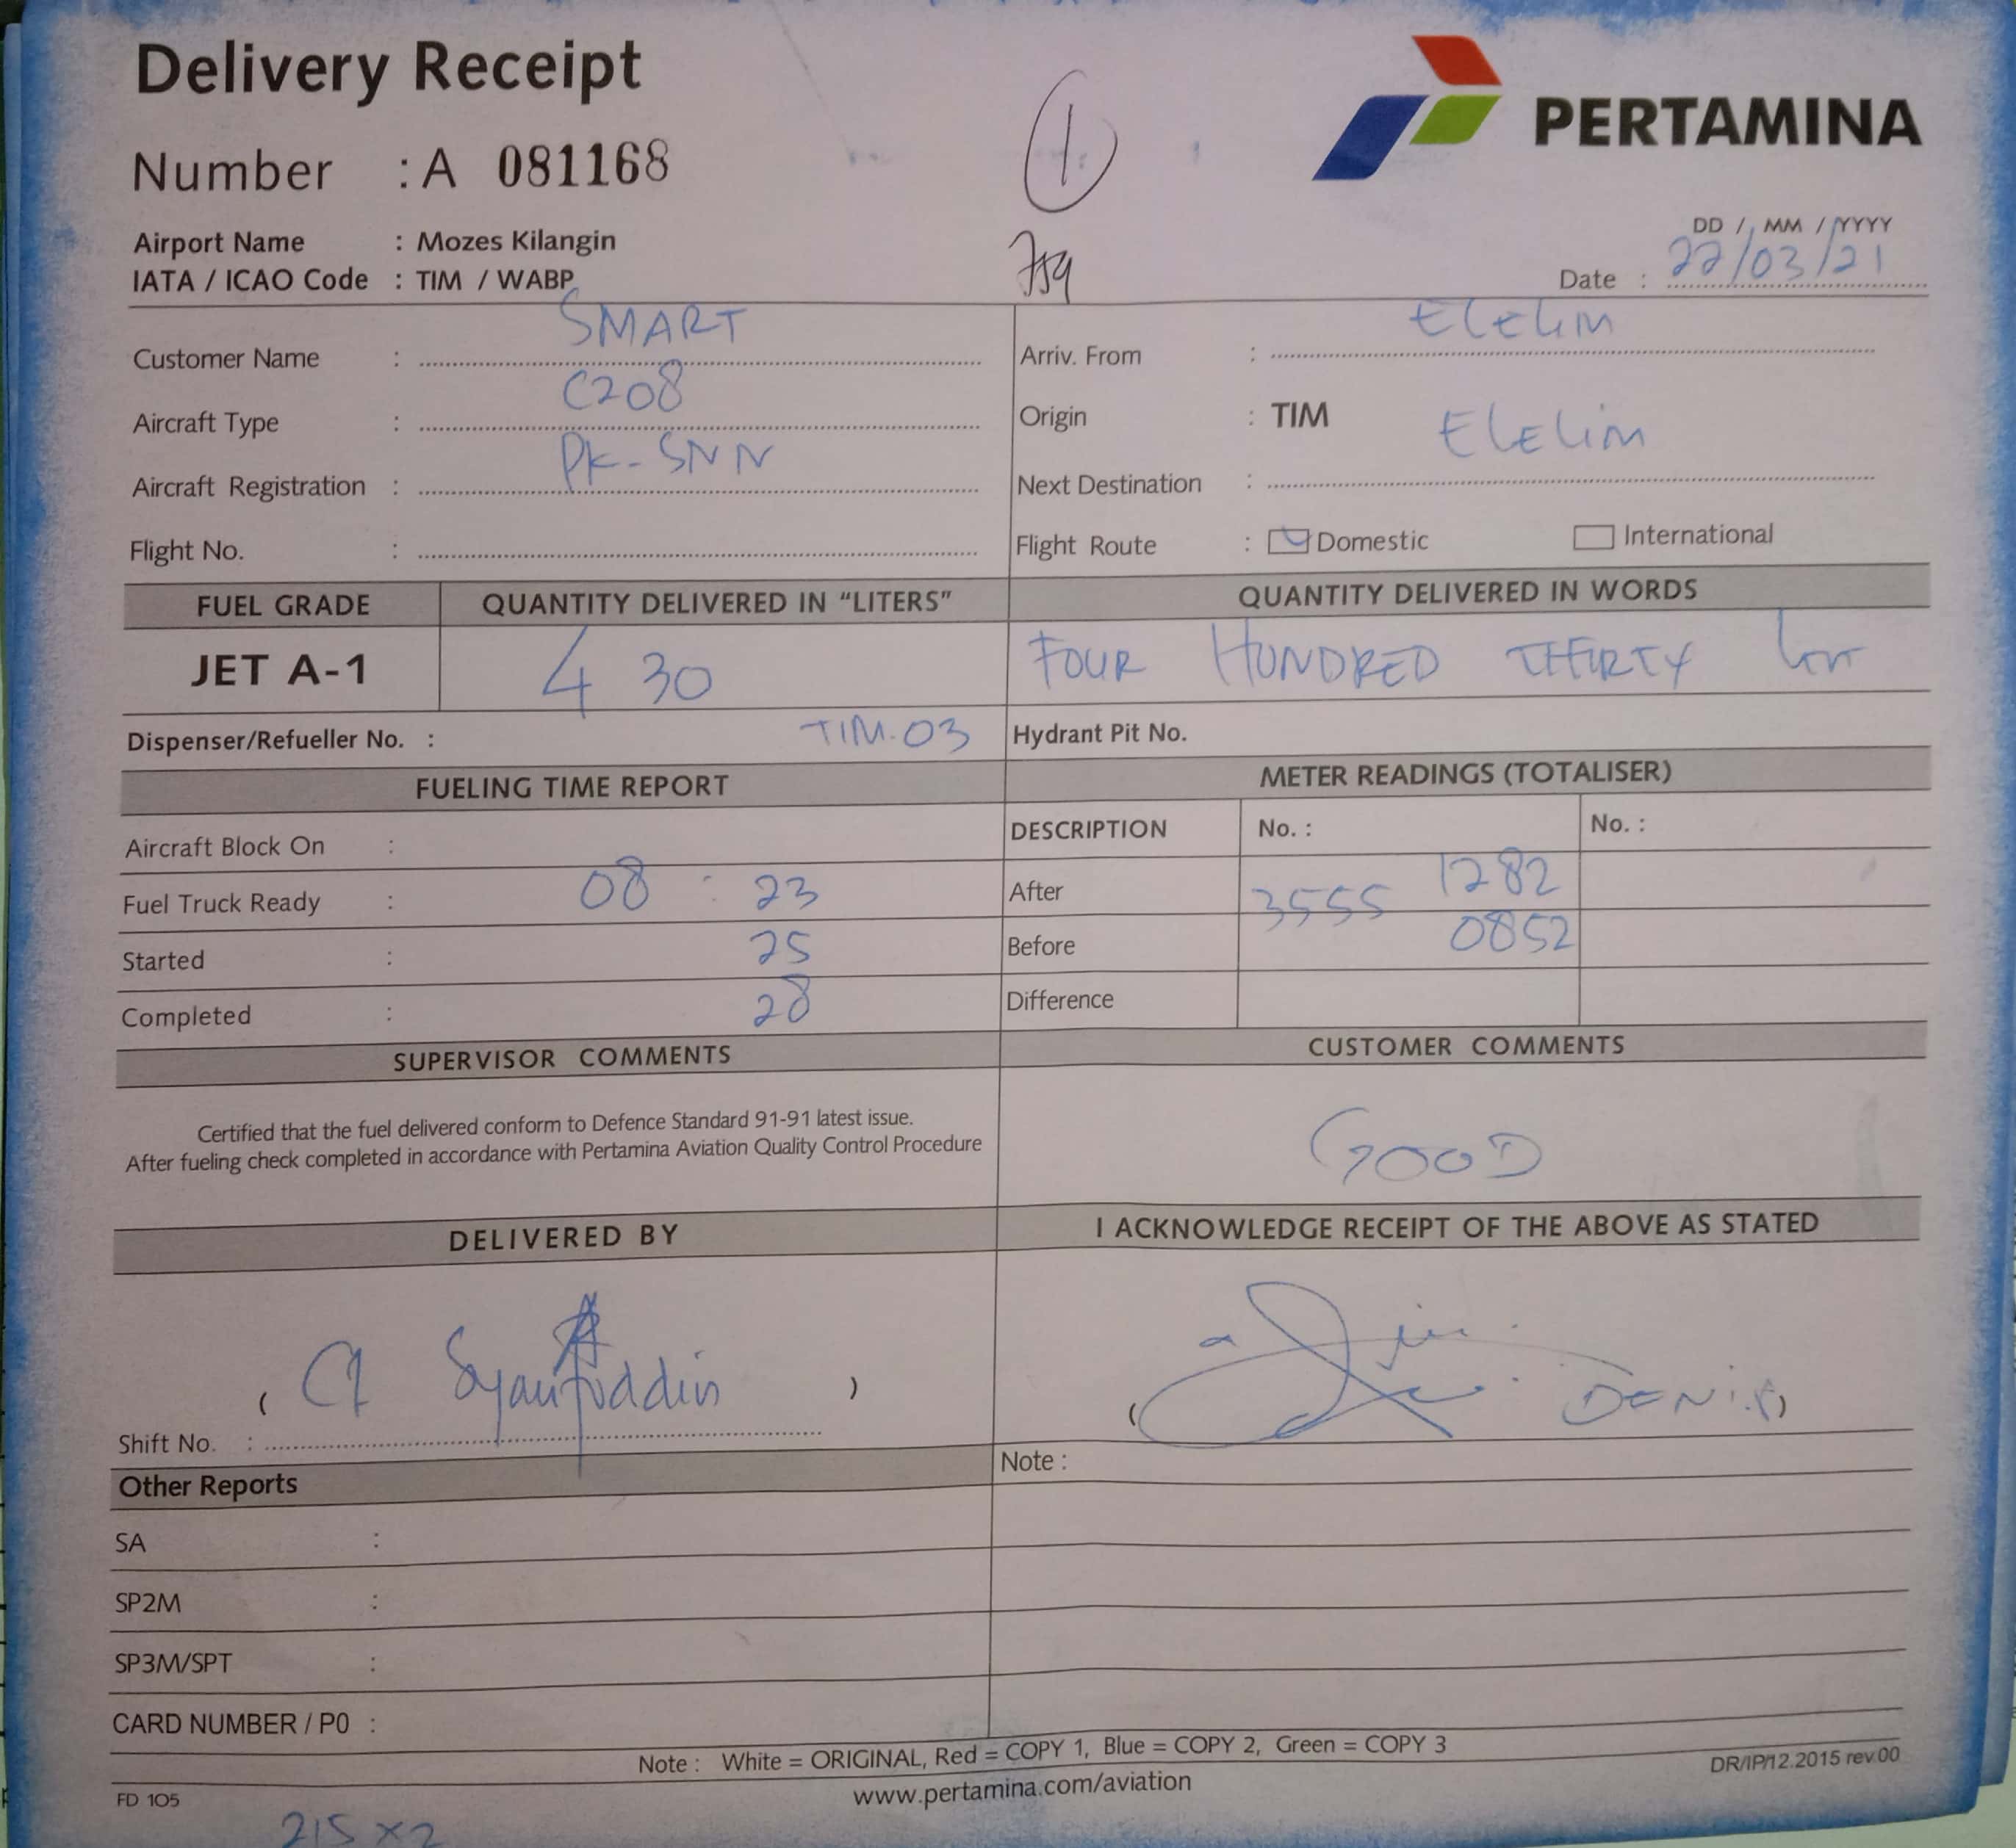 Delivery Receipt
PERTAMINA
Number : A 081168
1
Airport Name : Mozes Kilangin
IATA / ICAO Code : TIM / WABP
DD / MM / YYYY
Date : 22/03/21
Customer Name : SMART
Arriv. From : Elelim
Aircraft Type : C208
Origin : TIM
Aircraft Registration : PK-SNN
Next Destination : Elelim
Flight No. :
Flight Route : Domestic International
FUEL GRADE QUANTITY DELIVERED IN “LITERS” QUANTITY DELIVERED IN WORDS
JET A-1 430 FOUR HUNDRED THIRTY
Dispenser/Refueller No. : TIM.03 Hydrant Pit No.
FUELING TIME REPORT METER READINGS (TOTALISER)
Aircraft Block On : DESCRIPTION No. : No. :
Fuel Truck Ready : 08 : 23 After 3555 1282
Started : 25 Before 0852
Completed : 28 Difference
SUPERVISOR COMMENTS CUSTOMER COMMENTS
Certified that the fuel delivered conform to Defence Standard 91-91 latest issue.
After fueling check completed in accordance with Pertamina Aviation Quality Control Procedure
GOOD
DELIVERED BY I ACKNOWLEDGE RECEIPT OF THE ABOVE AS STATED
( Syarifuddin ) ( )
Shift No. :
Other Reports Note :
SA :
SP2M :
SP3M/SPT :
CARD NUMBER / P0 :
Note : White = ORIGINAL, Red = COPY 1, Blue = COPY 2, Green = COPY 3
DR/IP/12.2015 rev.00
FD 105
www.pertamina.com/aviation
215 x 2